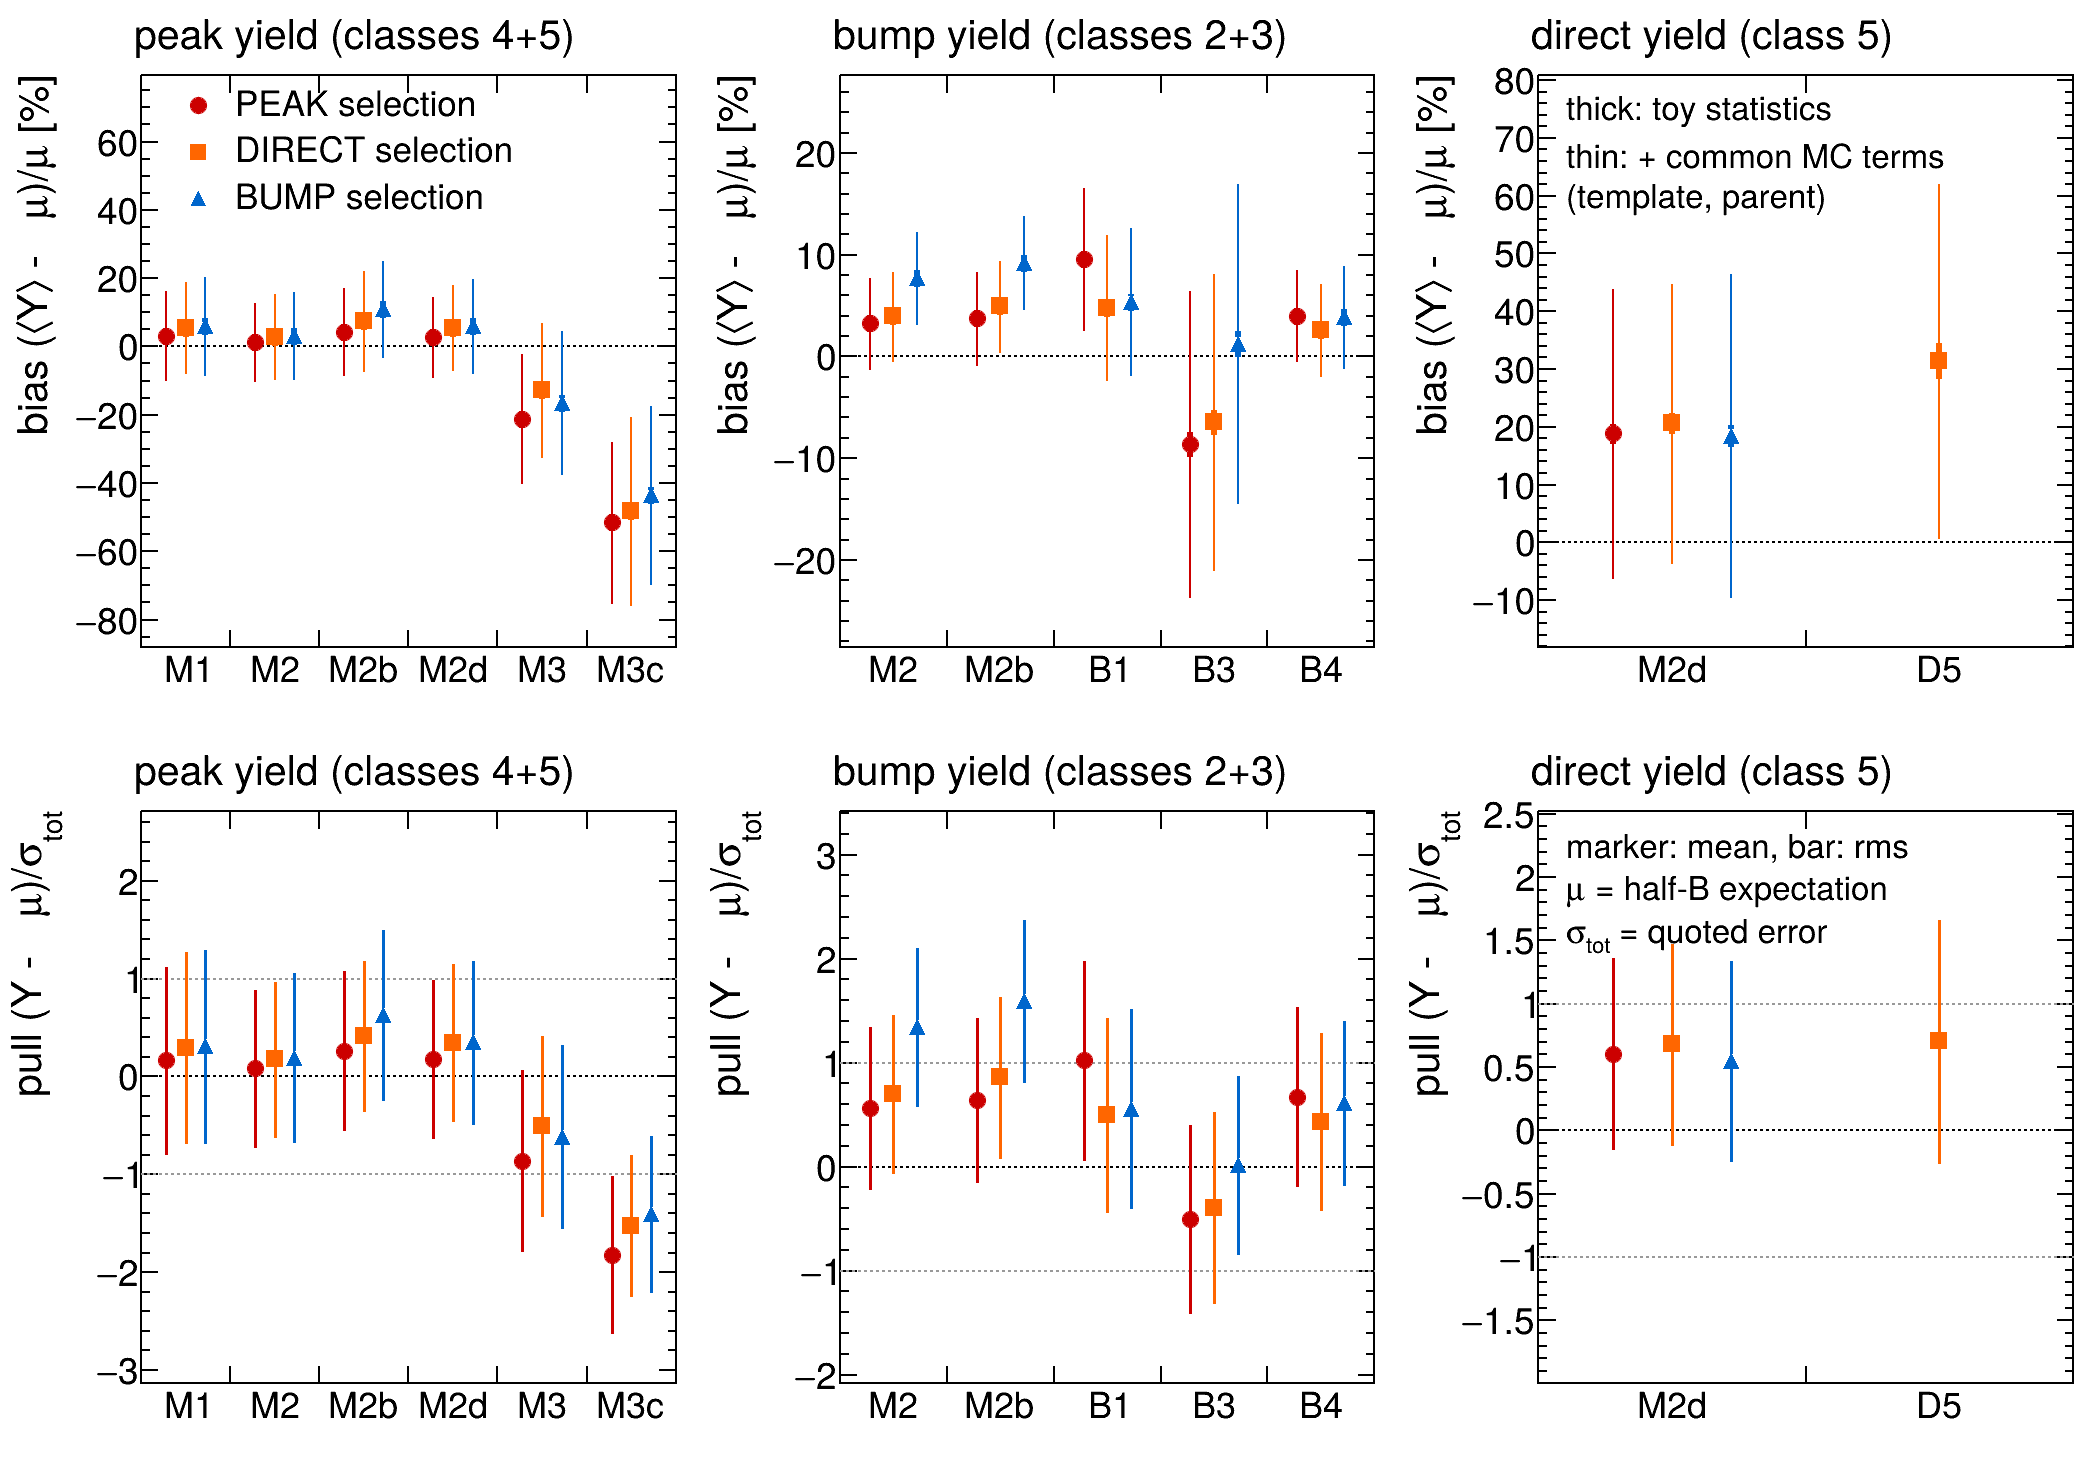 peak yield (classes 4+5)
bias (⟨Y⟩ - μ)/μ [%]
PEAK selection
DIRECT selection
BUMP selection
60
40
20
0
−20
−40
−60
−80
M1 M2 M2b M2d M3 M3c
bump yield (classes 2+3)
bias (⟨Y⟩ - μ)/μ [%]
20
10
0
−10
−20
M2 M2b B1 B3 B4
direct yield (class 5)
bias (⟨Y⟩ - μ)/μ [%]
thick: toy statistics
thin: + common MC terms
(template, parent)
80
70
60
50
40
30
20
10
0
−10
M2d D5
peak yield (classes 4+5)
pull (Y - μ)/σtot
2
1
0
−1
−2
−3
M1 M2 M2b M2d M3 M3c
bump yield (classes 2+3)
pull (Y - μ)/σtot
3
2
1
0
−1
−2
M2 M2b B1 B3 B4
direct yield (class 5)
pull (Y - μ)/σtot
marker: mean, bar: rms
μ = half-B expectation
σtot = quoted error
2.5
2
1.5
1
0.5
0
−0.5
−1
−1.5
M2d D5